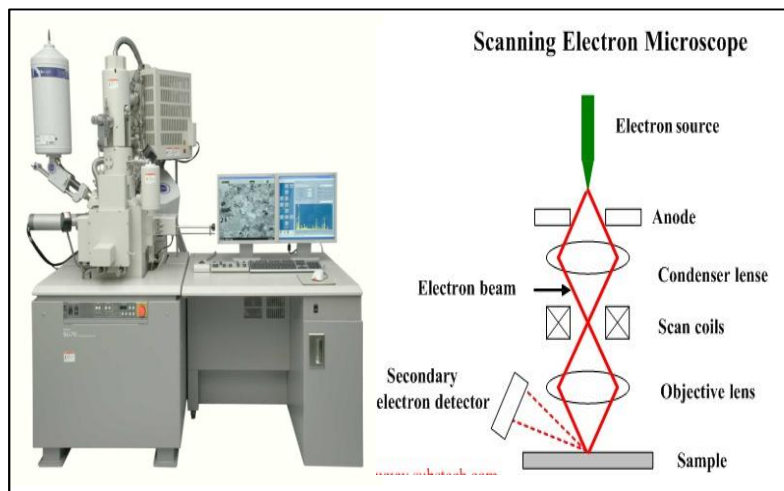 Scanning Electron Microscope
Electron source
Anode
Condenser lense
Electron beam
Scan coils
Secondary
electron detector
Objective lens
Sample